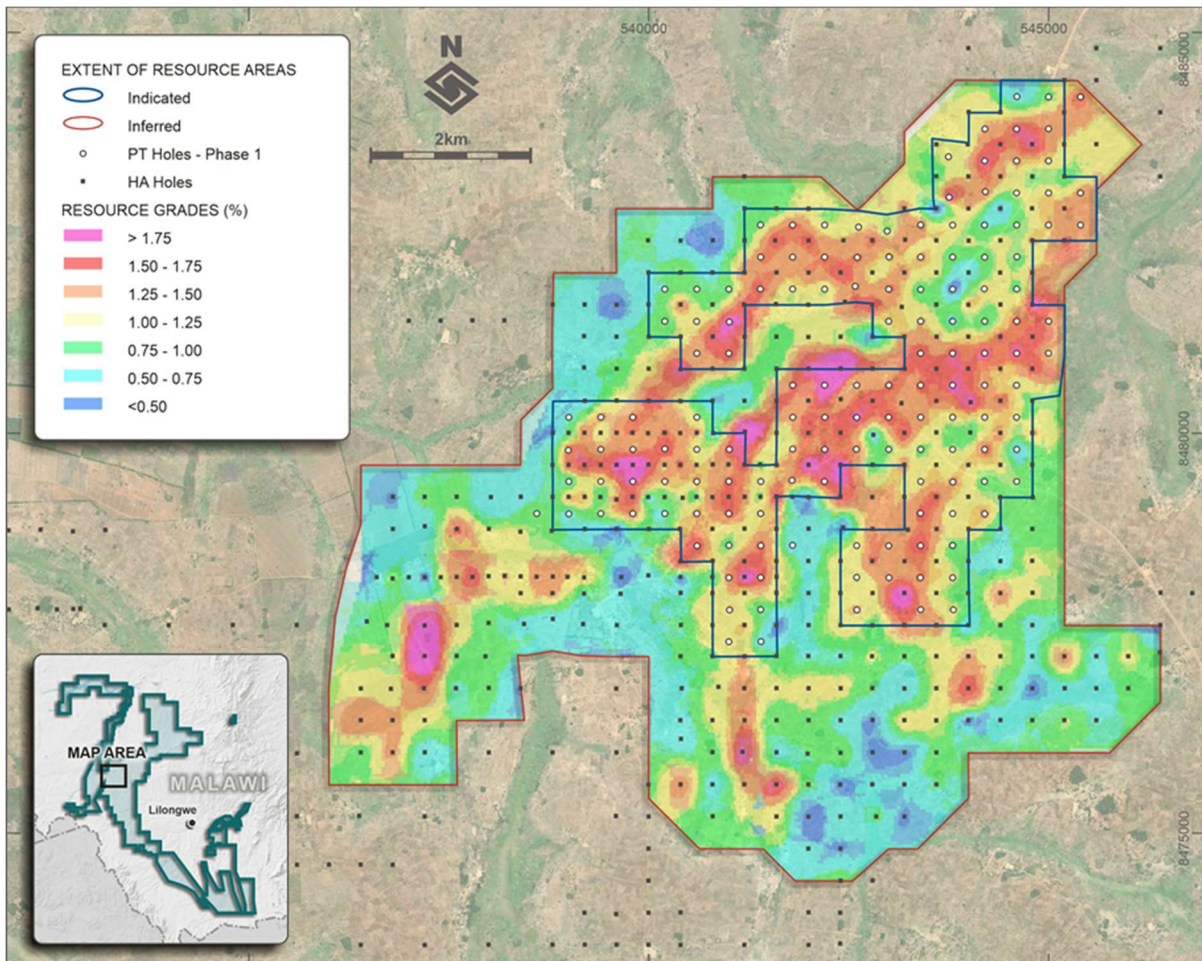 EXTENT OF RESOURCE AREAS
Indicated
Inferred
PT Holes - Phase 1
HA Holes
RESOURCE GRADES (%)
> 1.75
1.50 - 1.75
1.25 - 1.50
1.00 - 1.25
0.75 - 1.00
0.50 - 0.75
<0.50
N
2km
540000
545000
8485000
8480000
8475000
MAP AREA
MALAWI
Lilongwe